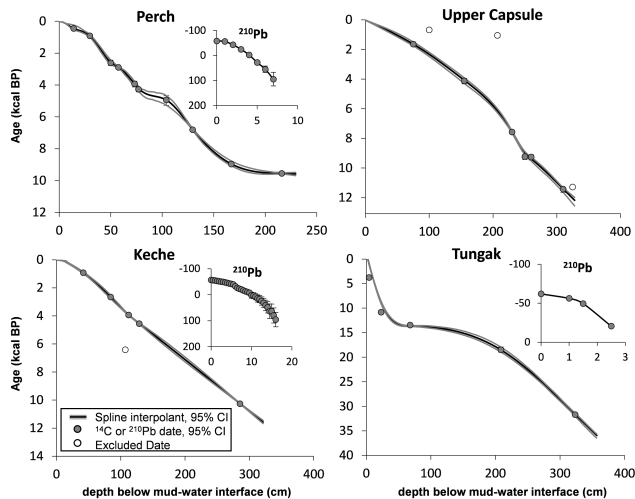 Perch
Age (kcal BP)
0
2
4
6
8
10
12
0 50 100 150 200 250
²¹⁰Pb
-100
0
100
200
0 5 10
Upper Capsule
0
2
4
6
8
10
12
0 100 200 300 400
Keche
Age (kcal BP)
0
2
4
6
8
10
12
14
0 100 200 300 400
depth below mud-water interface (cm)
²¹⁰Pb
-100
0
100
200
0 10 20
Spline interpolant, 95% CI
¹⁴C or ²¹⁰Pb date, 95% CI
Excluded Date
Tungak
0
5
10
15
20
25
30
35
40
0 100 200 300 400
depth below mud-water interface (cm)
²¹⁰Pb
-100
-50
0
0 1 2 3